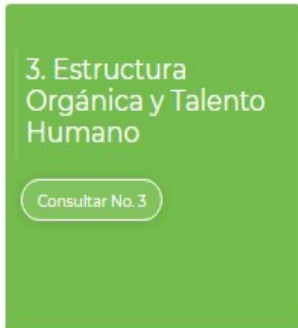 3. Estructura
Orgánica y Talento
Humano
Consultar No. 3